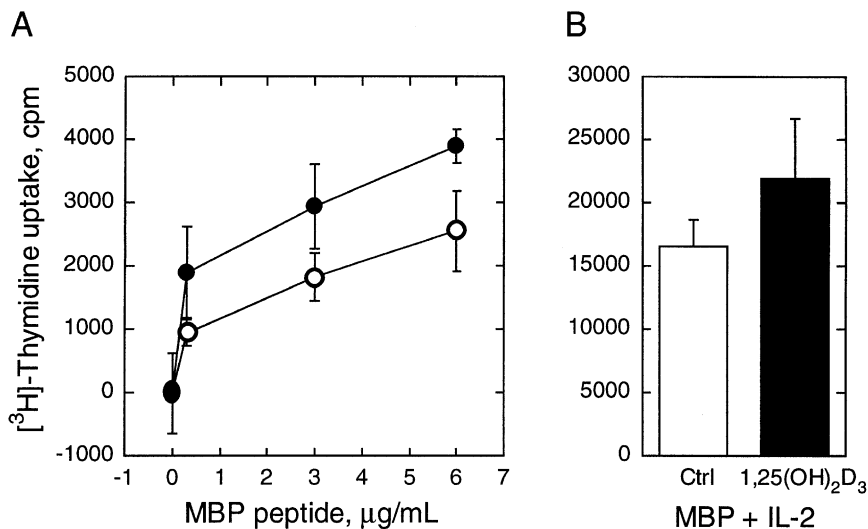 A
B
[³H]-Thymidine uptake, cpm
5000
4000
3000
2000
1000
0
-1000
-1 0 1 2 3 4 5 6 7
MBP peptide, μg/mL
30000
25000
20000
15000
10000
5000
0
Ctrl 1,25(OH)₂D₃
MBP + IL-2